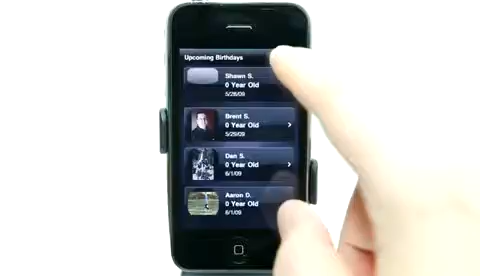 Upcoming Birthdays
Shawn S.
0 Year Old
5/28/09
Brent S.
0 Year Old
5/29/09
Dan S.
0 Year Old
6/1/09
Aaron D.
0 Year Old
6/1/09